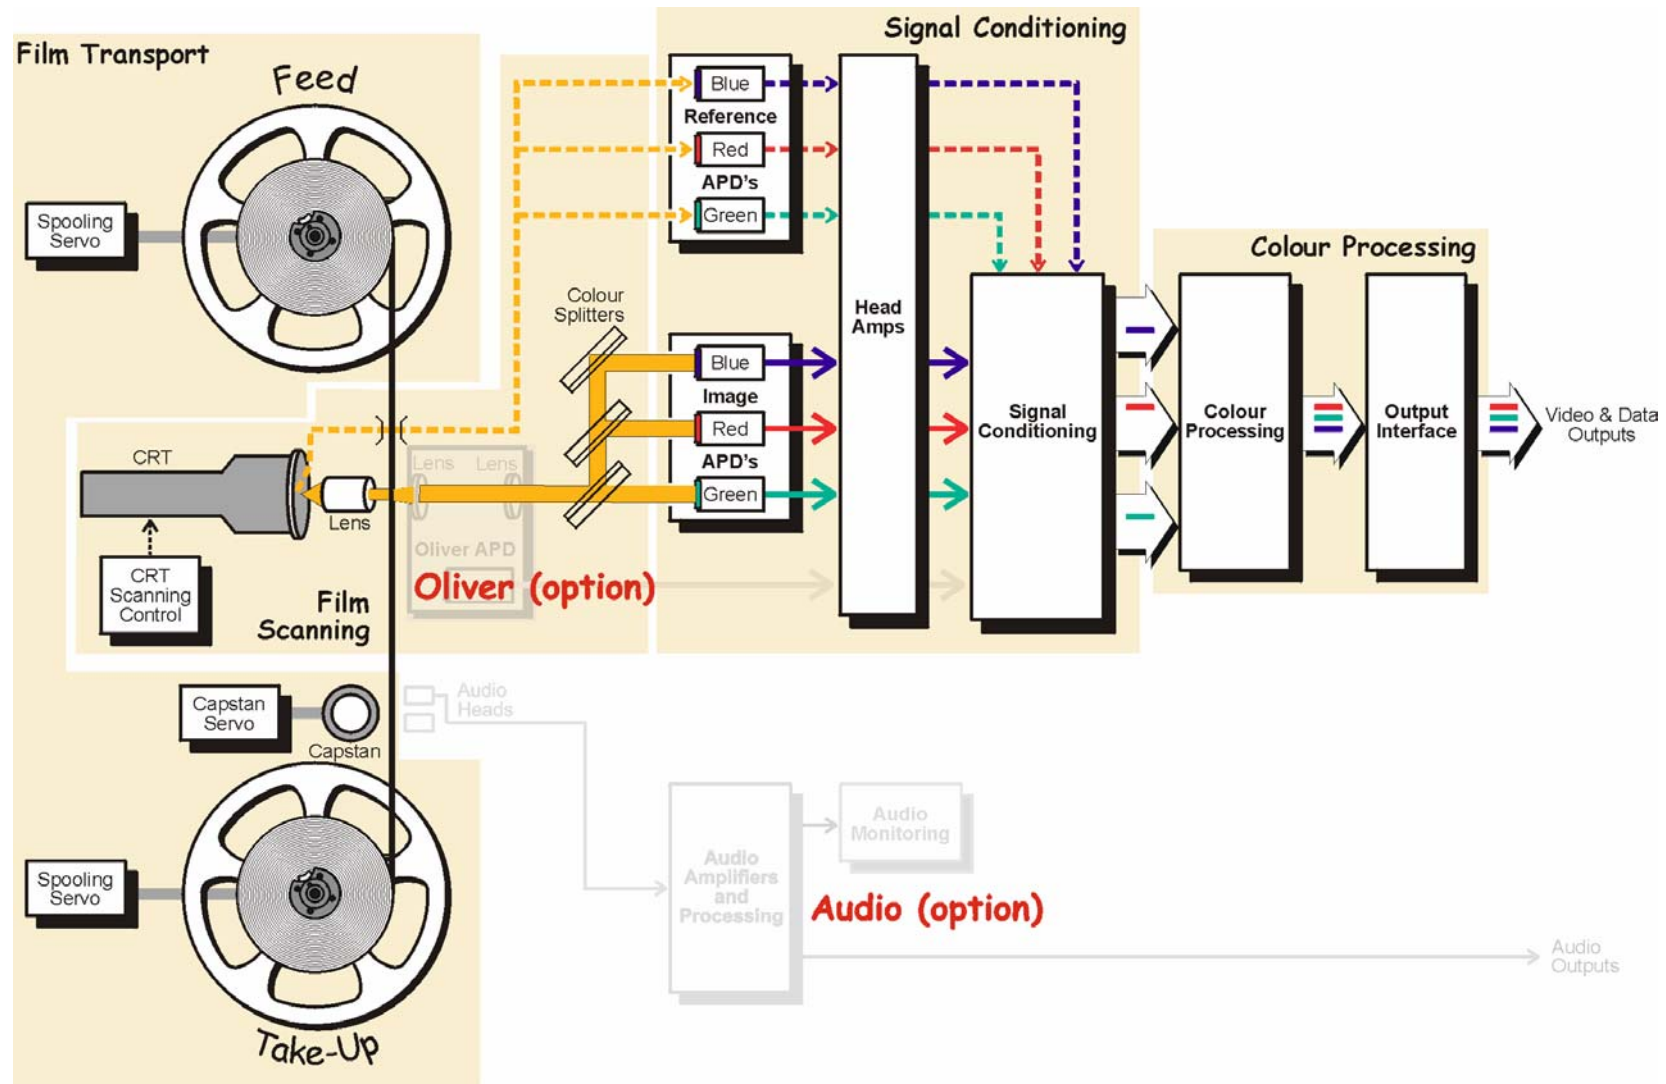 Signal Conditioning
Film Transport
Feed
Blue
Reference
Red
APD's
Green
Spooling
Servo
Colour Processing
Colour
Splitters
Head
Amps
Blue
Image
Red
APD's
Green
Signal
Conditioning
Colour
Processing
Output
Interface
Video & Data
Outputs
CRT
Lens
Lens Lens
Oliver APD
Oliver (option)
CRT
Scanning
Control
Film
Scanning
Capstan
Servo
Capstan
Audio
Heads
Audio
Monitoring
Audio
Amplifiers
and
Processing
Audio (option)
Spooling
Servo
Audio
Outputs
Take-Up